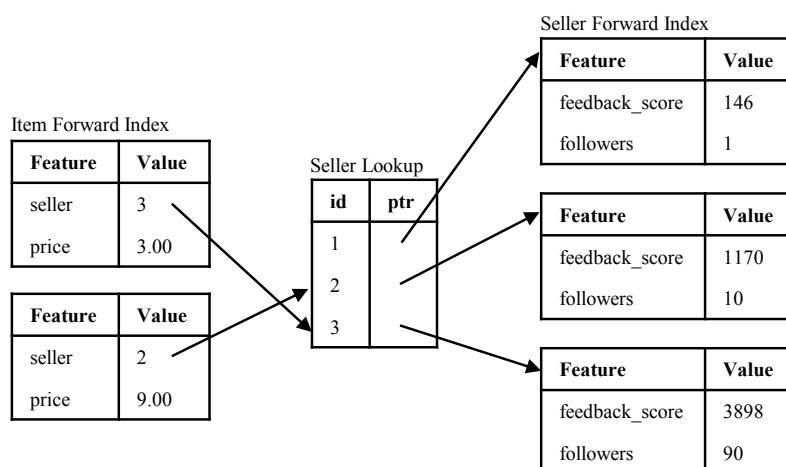 Item Forward Index
Feature Value
seller 3
price 3.00
Feature Value
seller 2
price 9.00
Seller Lookup
id ptr
1
2
3
Seller Forward Index
Feature Value
feedback_score 146
followers 1
Feature Value
feedback_score 1170
followers 10
Feature Value
feedback_score 3898
followers 90